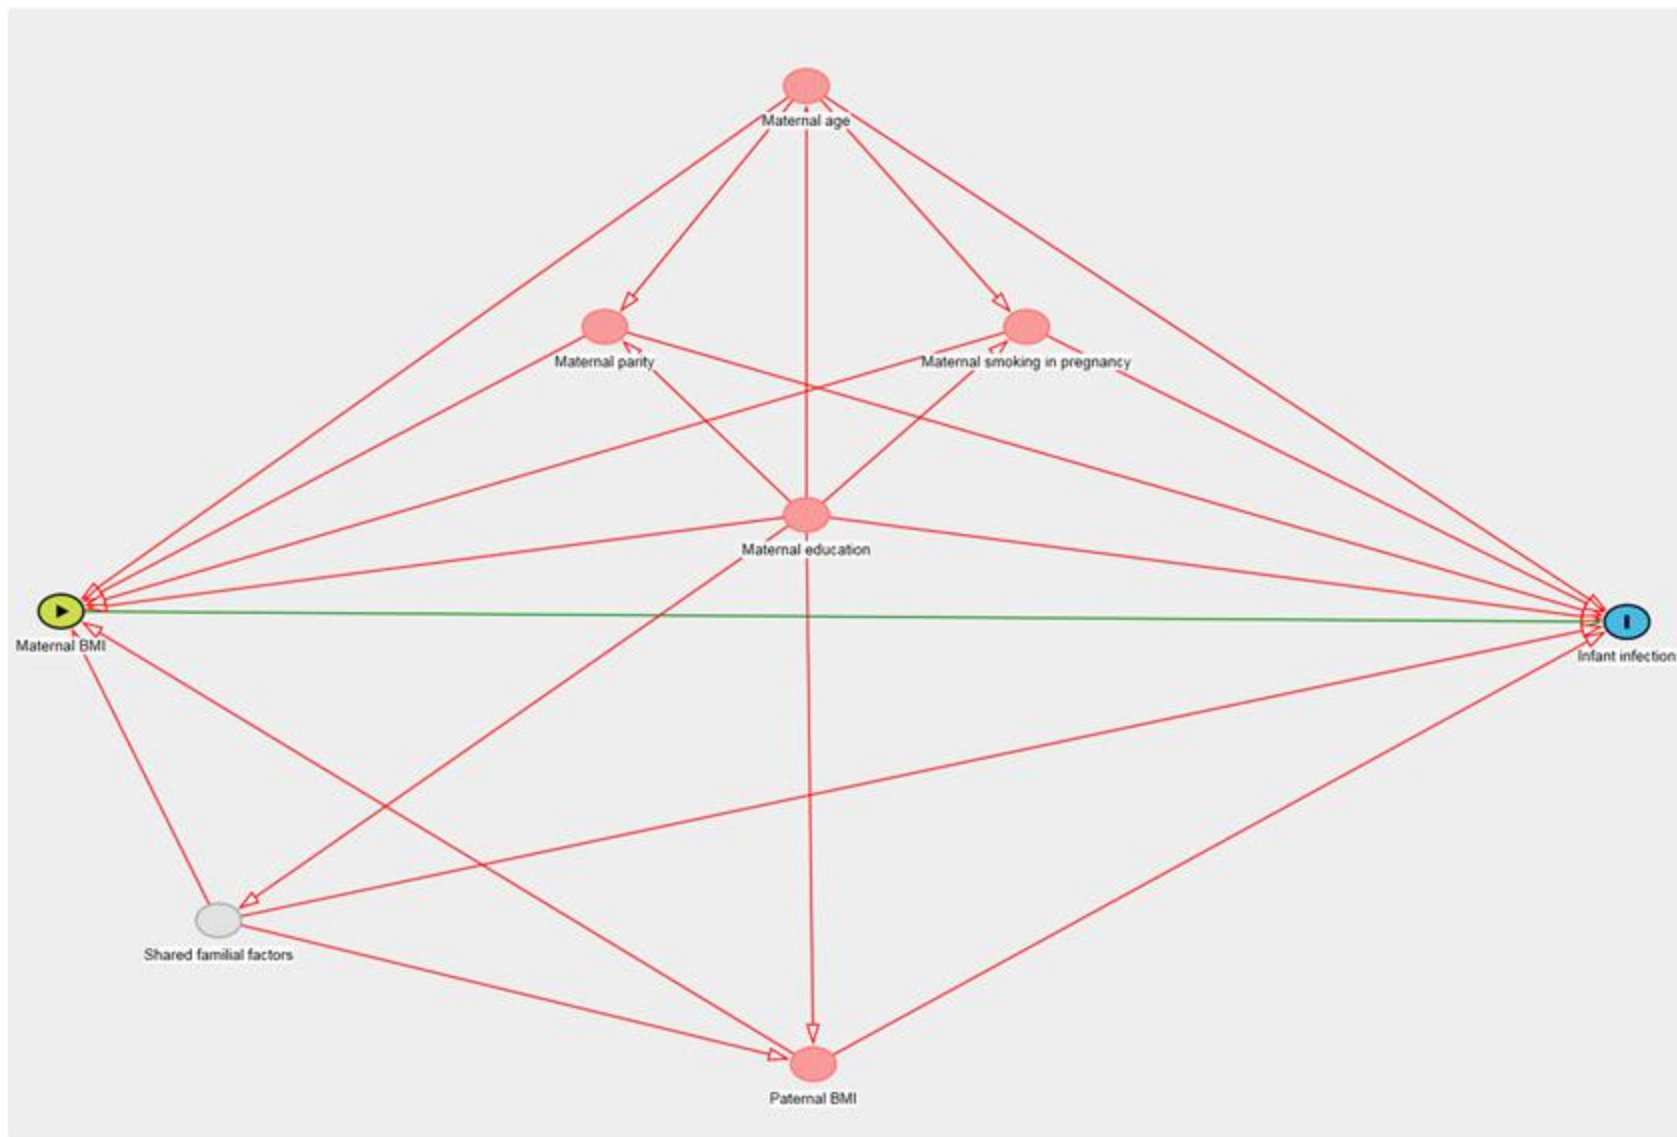 Maternal age
Maternal parity
Maternal smoking in pregnancy
Maternal education
Maternal BMI
Infant infection
Shared familial factors
Paternal BMI